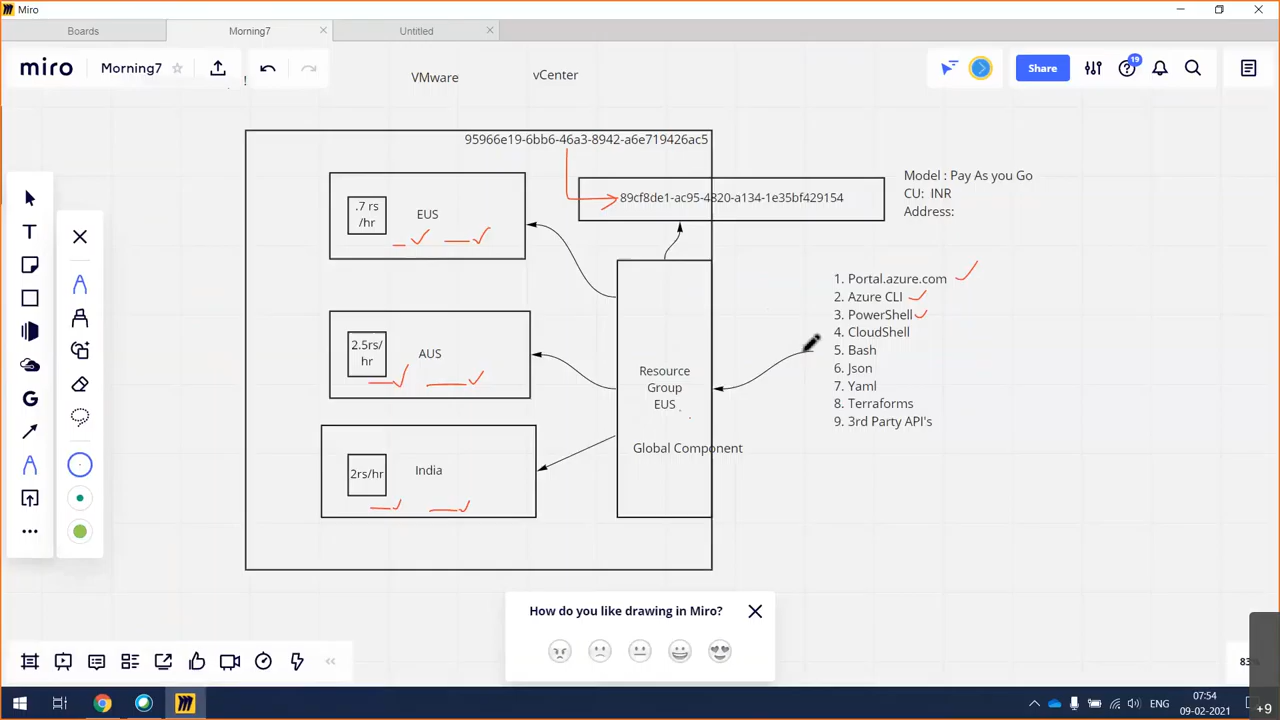 Miro
Boards
Morning7
Untitled
miro
Morning7
!
VMware
vCenter
19
Share
95966e19-6bb6-46a3-8942-a6e719426ac5
89cf8de1-ac95-4820-a134-1e35bf429154
Model : Pay As you Go
CU: INR
Address:
.7 rs
/hr
EUS
2.5rs/
hr
AUS
2rs/hr
India
Resource
Group
EUS
Global Component
1. Portal.azure.com
2. Azure CLI
3. PowerShell
4. CloudShell
5. Bash
6. Json
7. Yaml
8. Terraforms
9. 3rd Party API's
How do you like drawing in Miro?
83%
ENG
07:54
09-02-2021
+9